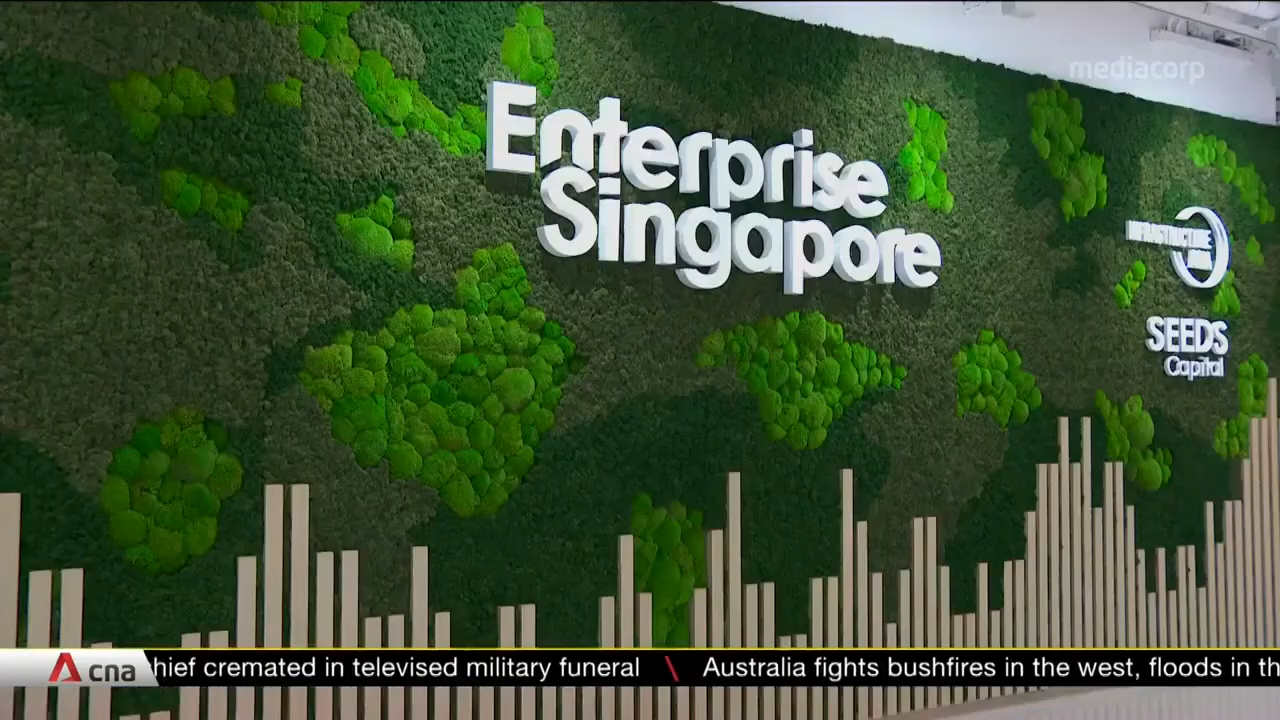 mediacorp
Enterprise
Singapore
INFRASTRUCTURE
ASIA
SEEDS
Capital
cna
hief cremated in televised military funeral \ Australia fights bushfires in the west, floods in th